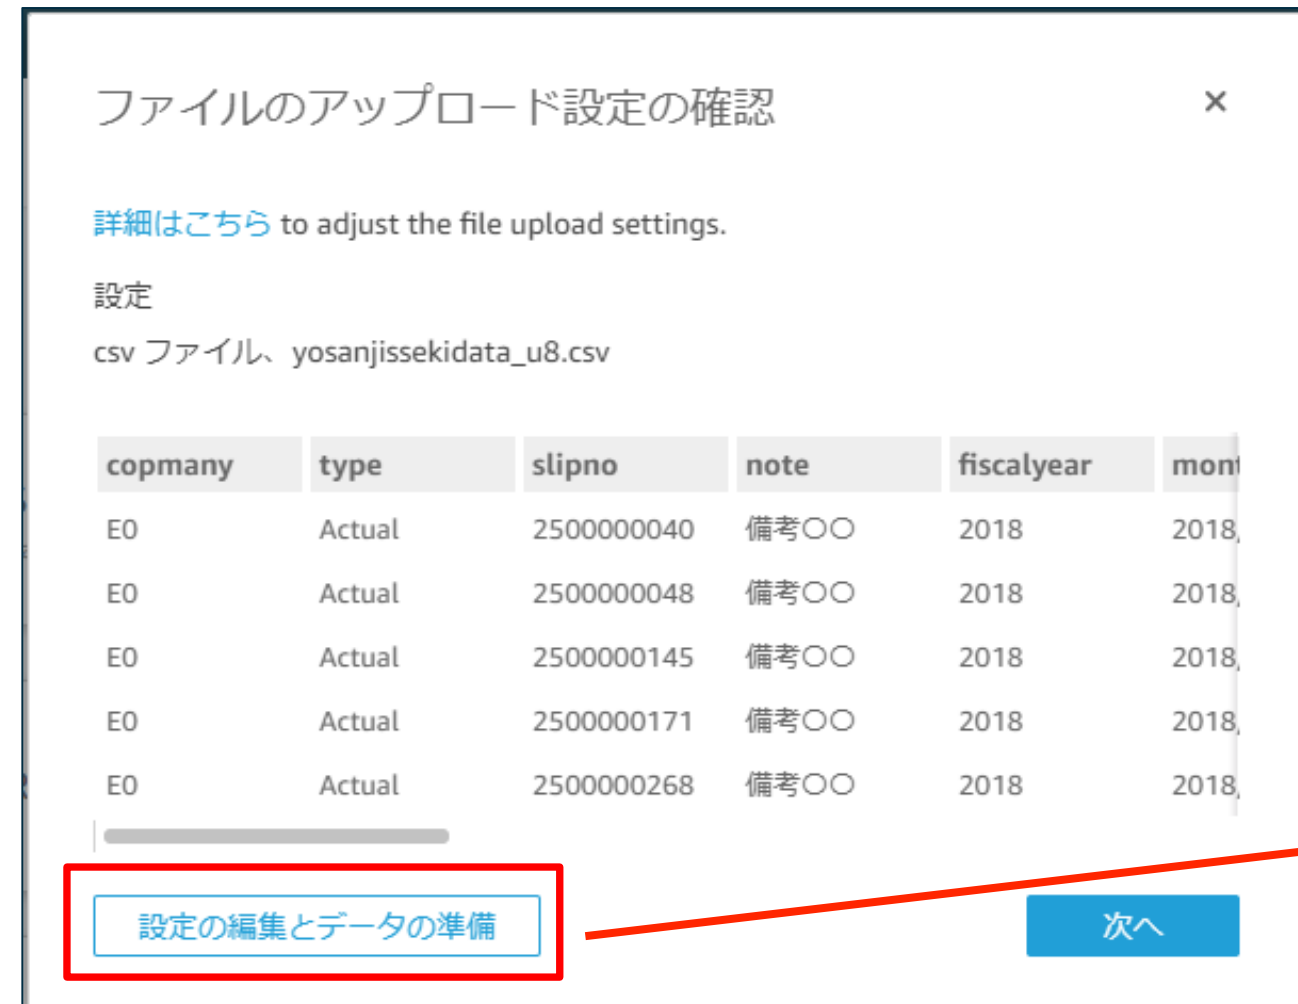 ファイルのアップロード設定の確認 ×
詳細はこちら to adjust the file upload settings.
設定
csv ファイル、yosanjissekidata_u8.csv
copmany type slipno note fiscalyear
E0 Actual 2500000040 備考〇〇 2018 2018
E0 Actual 2500000048 備考〇〇 2018 2018
E0 Actual 2500000145 備考〇〇 2018 2018
E0 Actual 2500000171 備考〇〇 2018 2018
E0 Actual 2500000268 備考〇〇 2018 2018
設定の編集とデータの準備 次へ